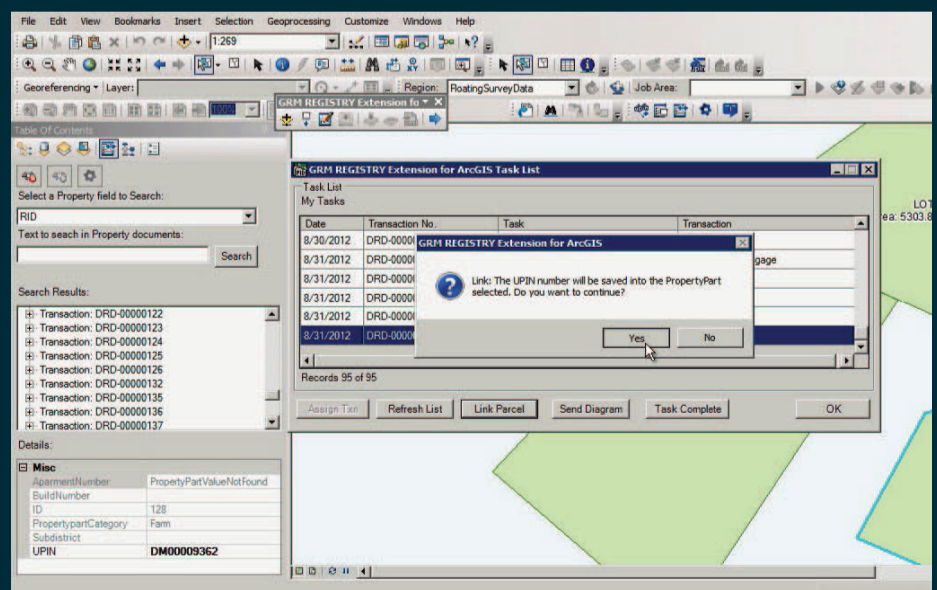 File Edit View Bookmarks Insert Selection Geoprocessing Customize Windows Help
1:269
Georeferencing Layer: Region: FloatingSurveyData Job Area:
100%
GRM REGISTRY Extension fo
Table Of Contents
Select a Property field to Search:
RID
Text to seach in Property documents:
Search
Search Results:
Transaction: DRD-00000122
Transaction: DRD-00000123
Transaction: DRD-00000124
Transaction: DRD-00000125
Transaction: DRD-00000126
Transaction: DRD-00000132
Transaction: DRD-00000135
Transaction: DRD-00000136
Transaction: DRD-00000137
Details:
Misc
AparmentNumber PropertyPartValueNotFound
BuildNumber
ID 128
PropertypartCategory Farm
Subdistrict
UPIN DM00009362
GRM REGISTRY Extension for ArcGIS Task List
Task List
My Tasks
Date Transaction No. Task Transaction
8/30/2012 DRD-0000
8/31/2012 DRD-0000 gage
8/31/2012 DRD-0000
8/31/2012 DRD-0000
8/31/2012 DRD-0000
8/31/2012 DRD-0000
GRM REGISTRY Extension for ArcGIS
Link: The UPIN number will be saved into the PropertyPart
selected. Do you want to continue?
Yes No
Records 95 of 95
Assign Txn Refresh List Link Parcel Send Diagram Task Complete OK
LOT
ea: 5303.8